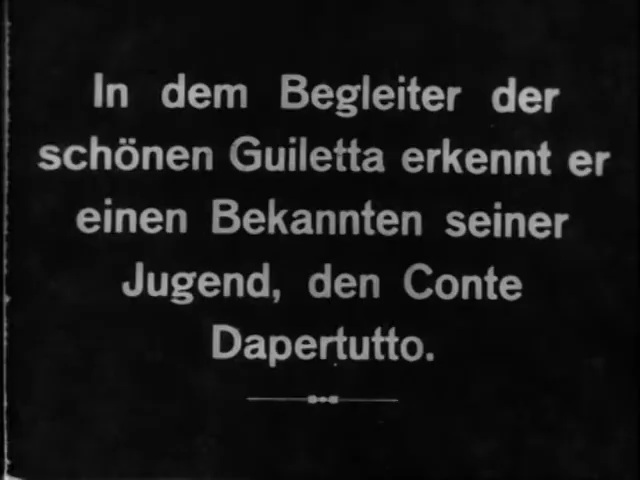 In dem Begleiter der
schönen Guiletta erkennt er
einen Bekannten seiner
Jugend, den Conte
Dapertutto.